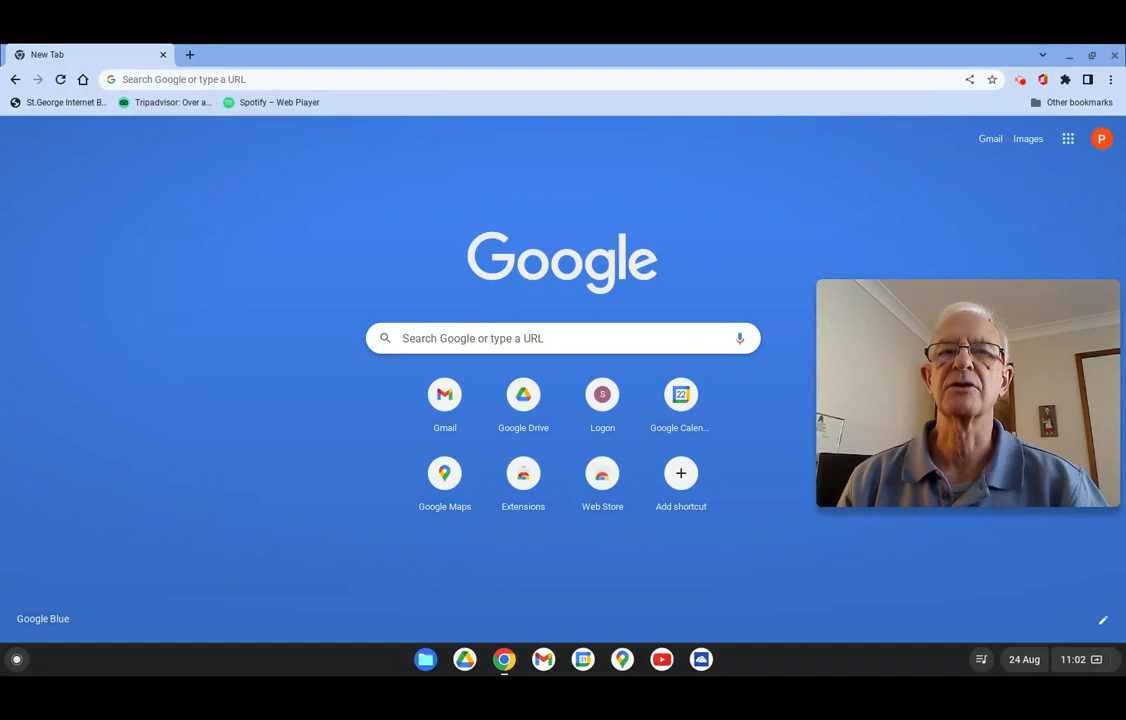 New Tab
Search Google or type a URL
St.George Internet B...
Tripadvisor: Over a...
Spotify – Web Player
Other bookmarks
Gmail
Images
P
Google
Search Google or type a URL
S
22
Gmail
Google Drive
Logon
Google Calen...
Google Maps
Extensions
Web Store
Add shortcut
Google Blue
31
24 Aug
11:02